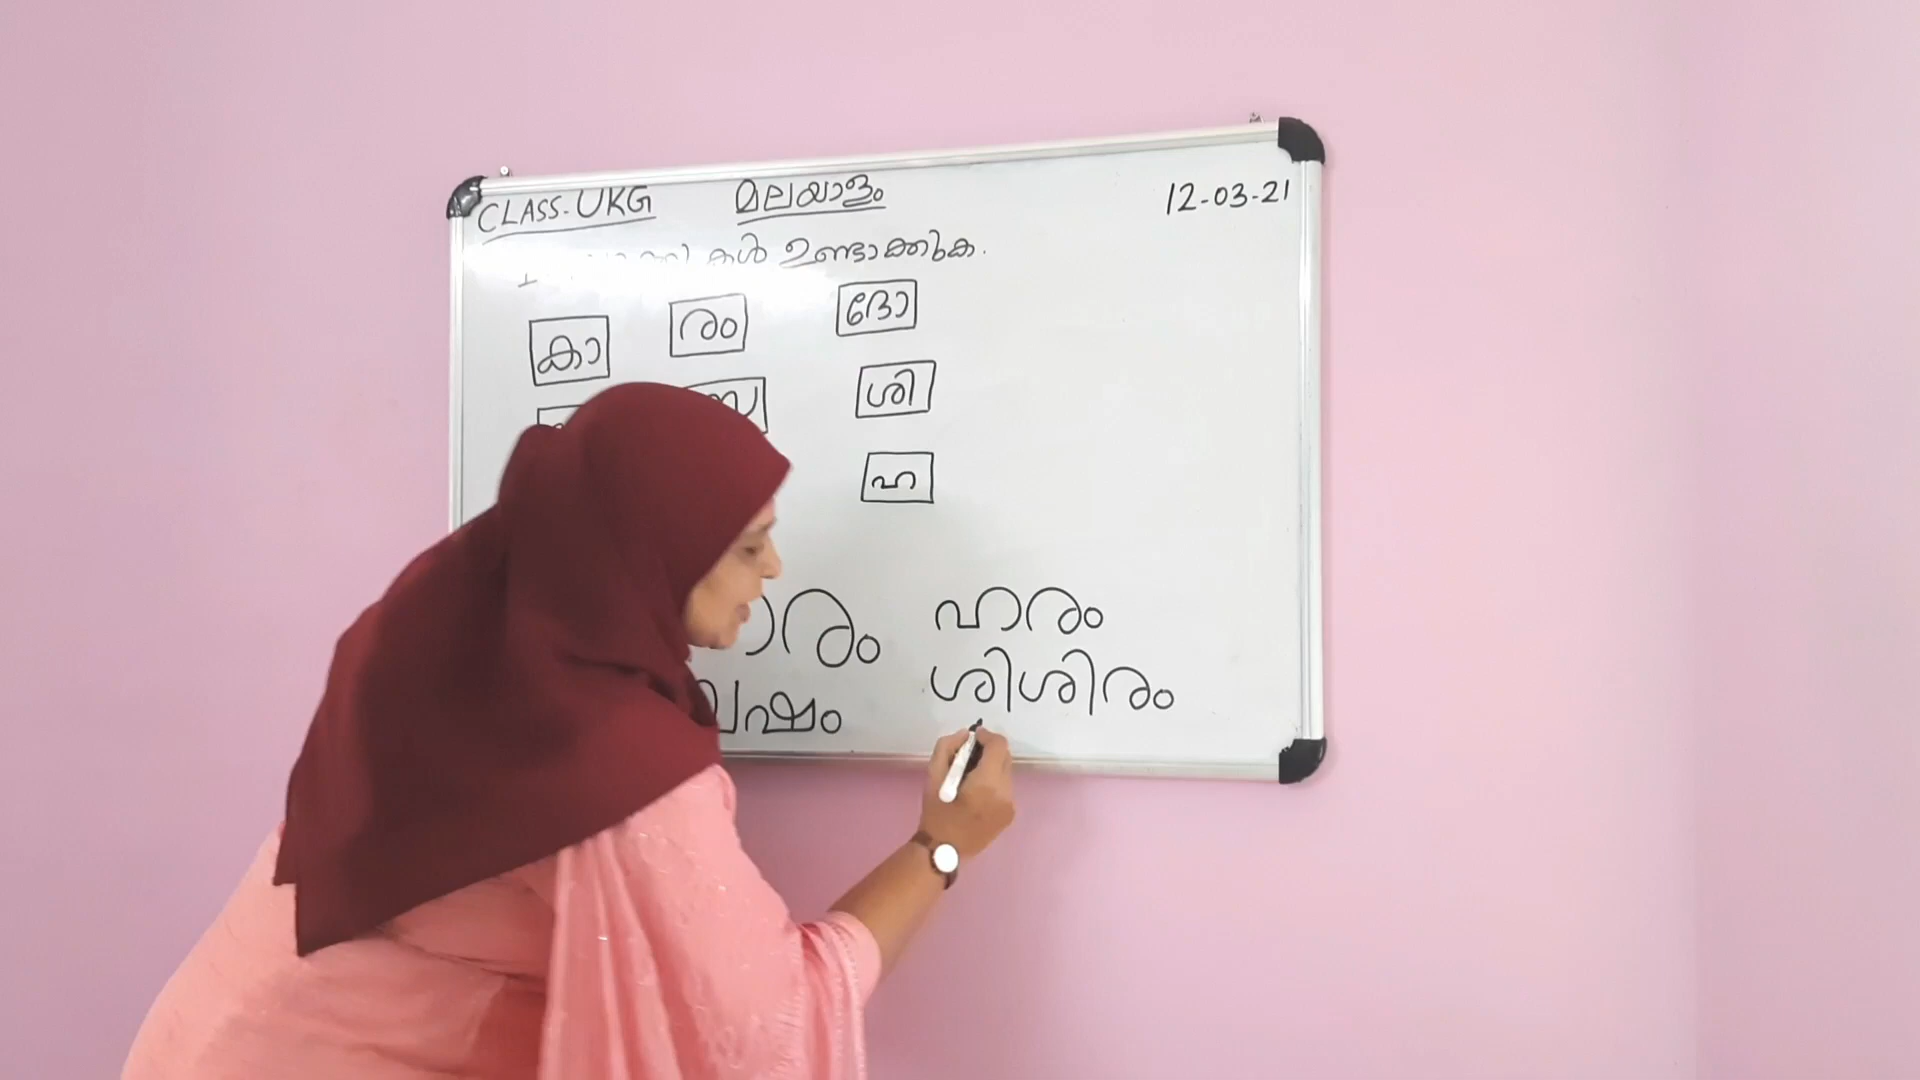 CLASS-UKG മലയാളം 12-03-21
കൾ ഉണ്ടാക്കുക.
കാ രം ദോ
ശി
ഹ
രം ഹരം
ഷം ശിശിരം